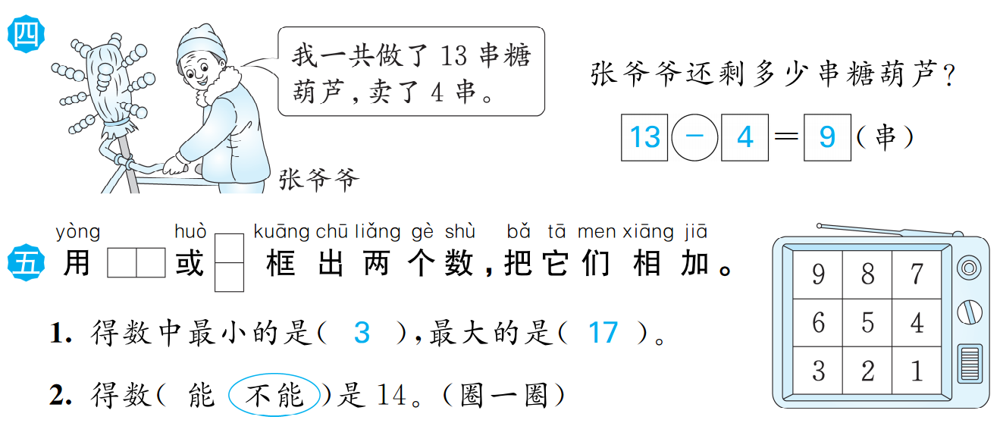 四
我一共做了 13 串糖
葫芦，卖了 4 串。
张爷爷
张爷爷还剩多少串糖葫芦？
13 － 4 ＝ 9（串）
yòng huò kuāng chū liǎng gè shù bǎ tā men xiāng jiā
五 用 或 框出两个数，把它们相加。
1. 得数中最小的是（ 3 ），最大的是（ 17 ）。
2. 得数（ 能 不能）是 14。（圈一圈）
9 8 7
6 5 4
3 2 1